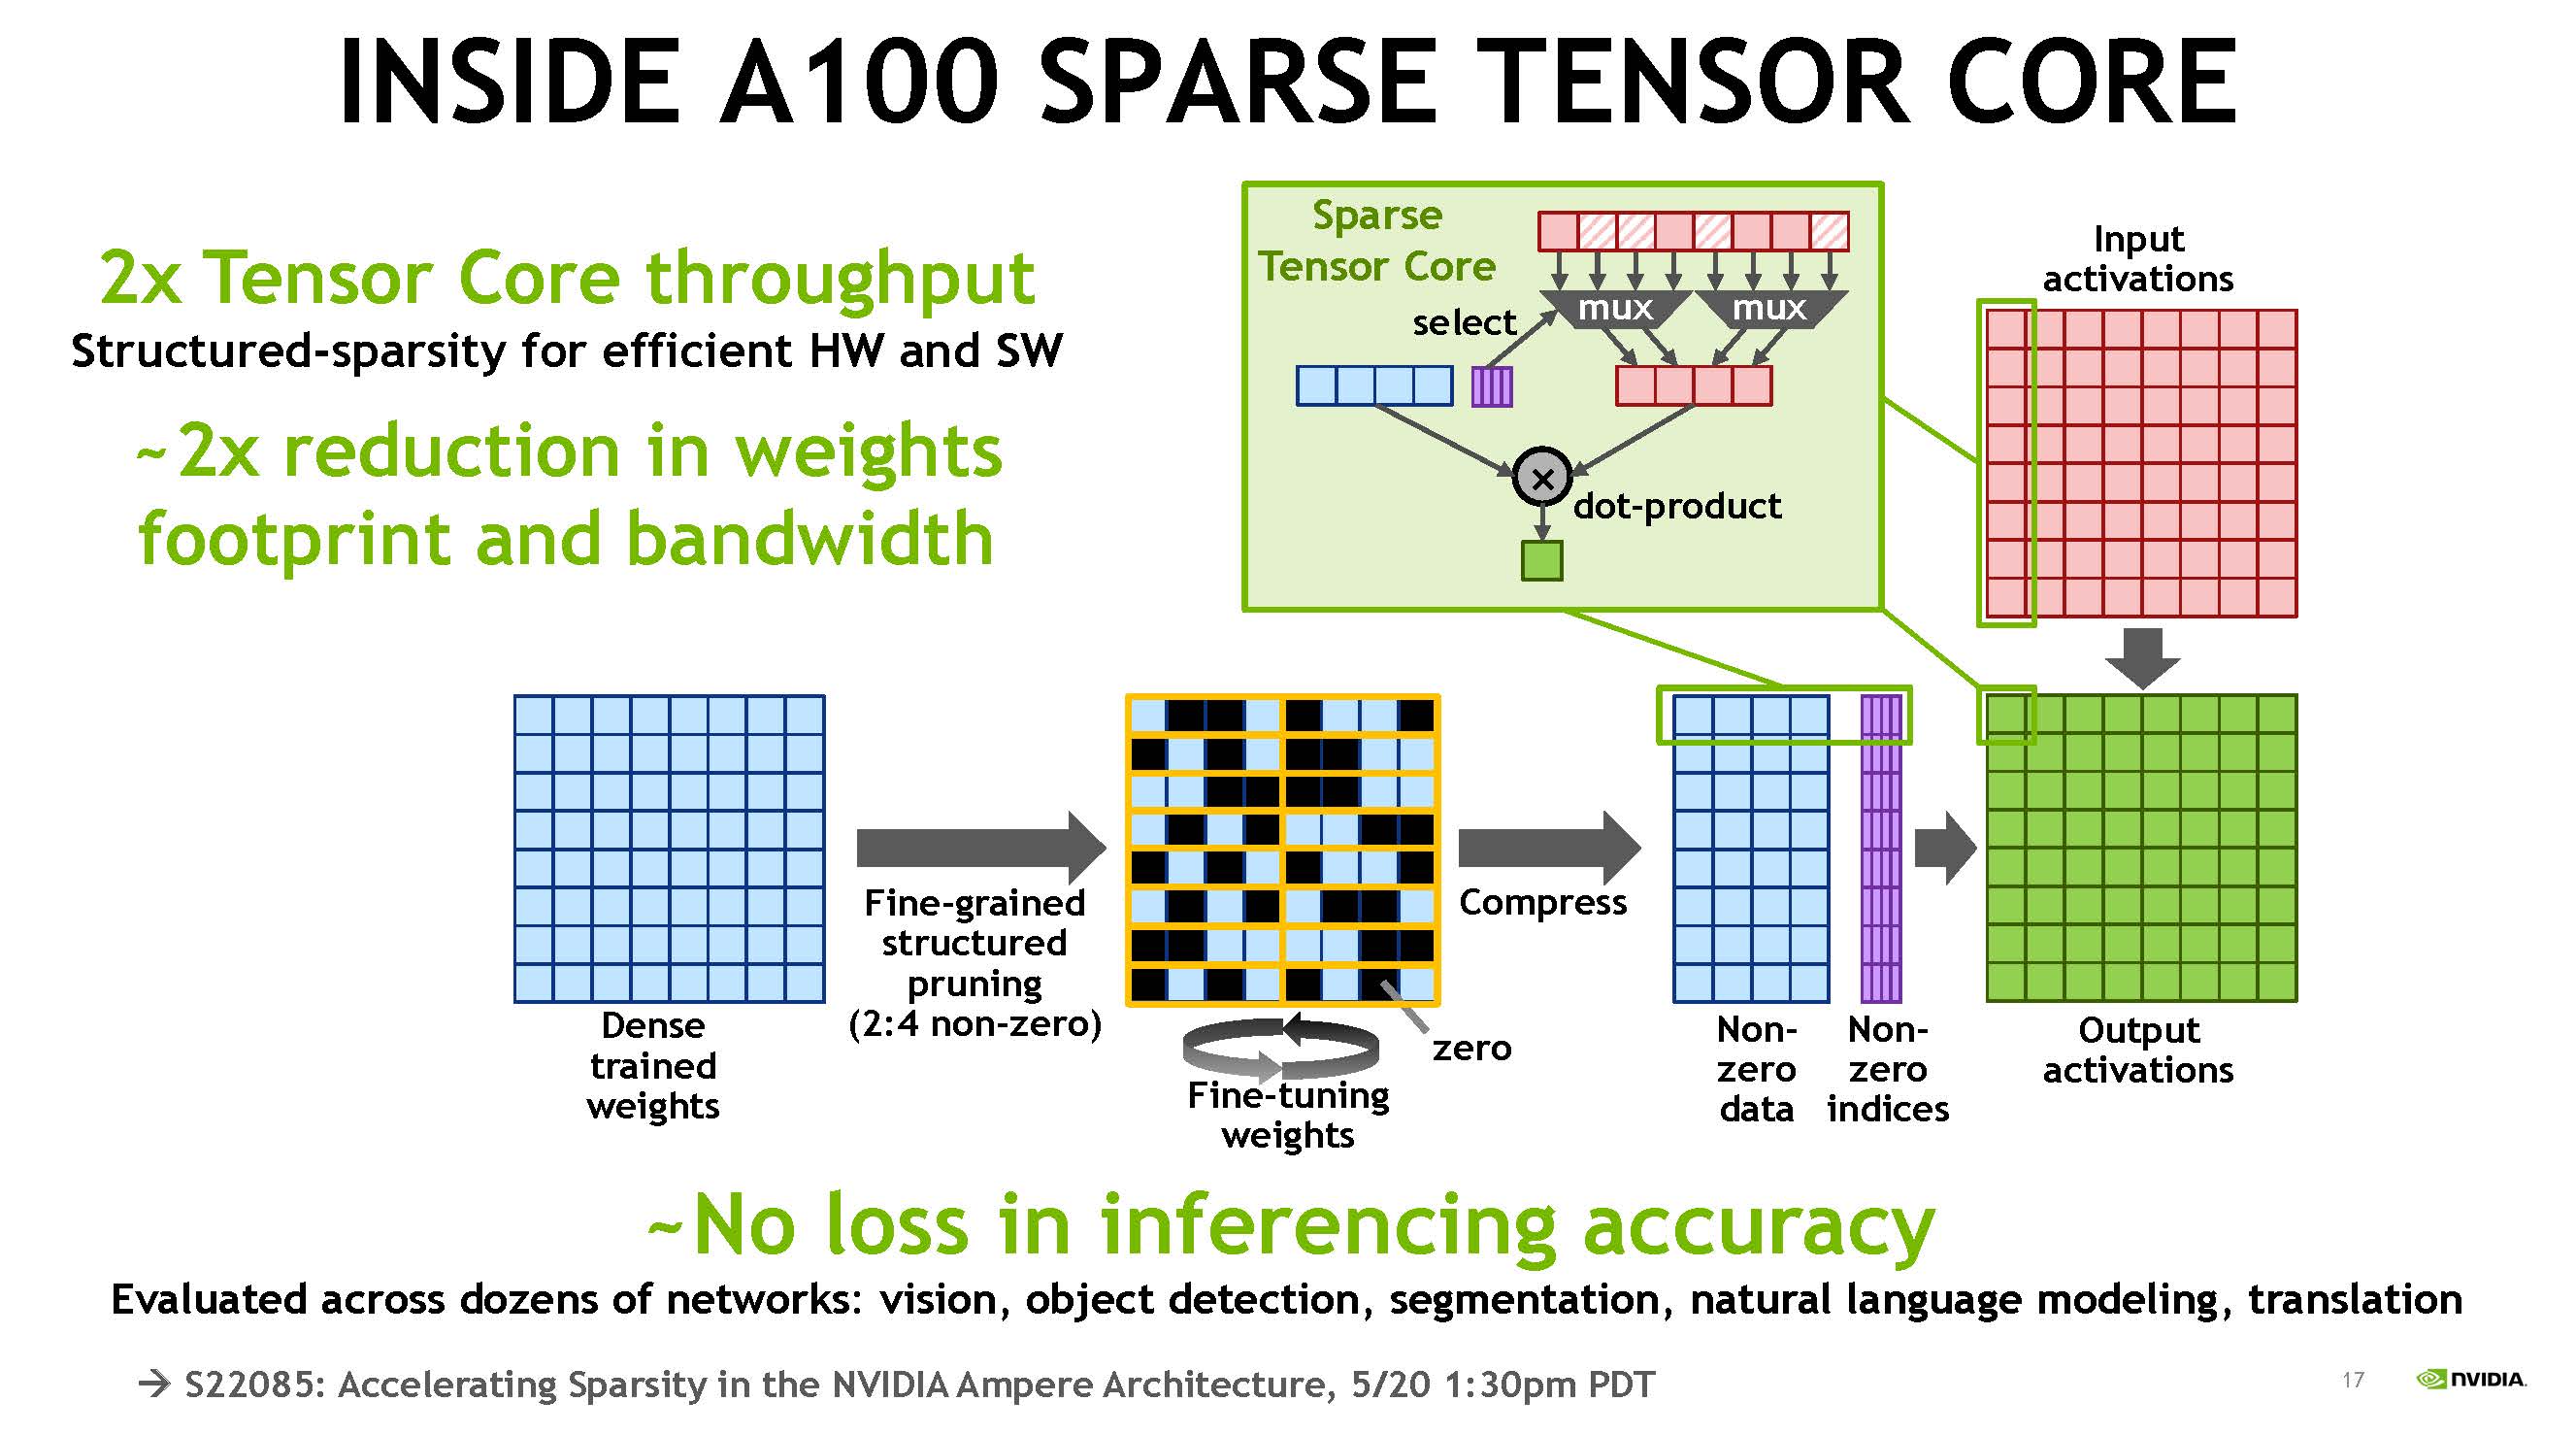 INSIDE A100 SPARSE TENSOR CORE
2x Tensor Core throughput
Structured-sparsity for efficient HW and SW
~2x reduction in weights
footprint and bandwidth
Sparse
Tensor Core
mux
mux
select
×
dot-product
Input
activations
Dense
trained
weights
Fine-grained
structured
pruning
(2:4 non-zero)
zero
Fine-tuning
weights
Compress
Non-
zero
data
Non-
zero
indices
Output
activations
~No loss in inferencing accuracy
Evaluated across dozens of networks: vision, object detection, segmentation, natural language modeling, translation
→ S22085: Accelerating Sparsity in the NVIDIA Ampere Architecture, 5/20 1:30pm PDT
17
NVIDIA.